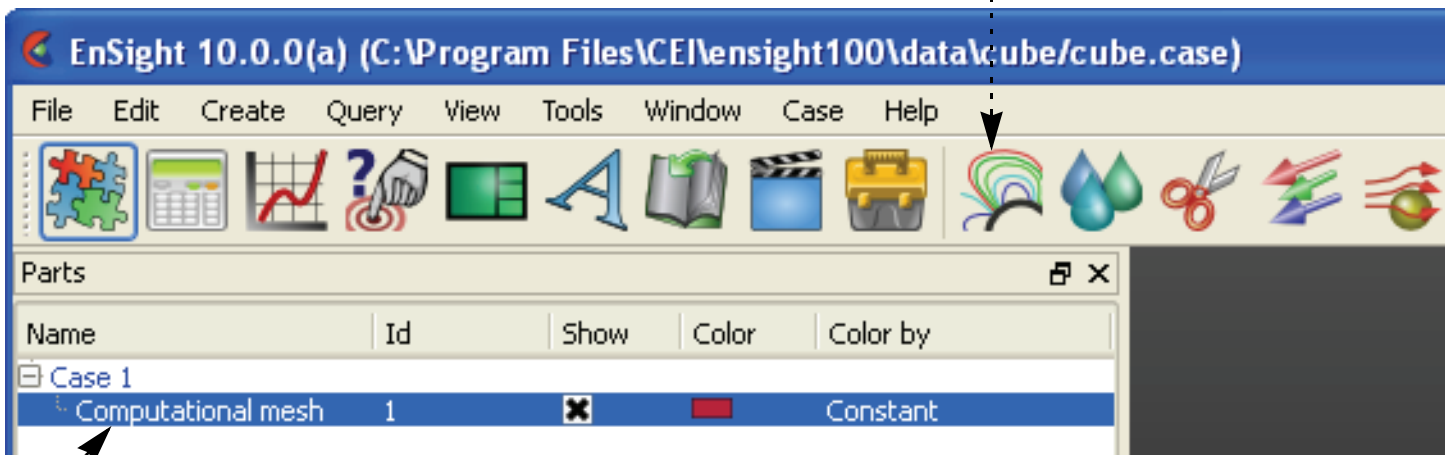 EnSight 10.0.0(a) (C:\Program Files\CEI\ensight100\data\cube/cube.case)
File Edit Create Query View Tools Window Case Help
Parts
Name Id Show Color Color by
Case 1
Computational mesh 1 Constant